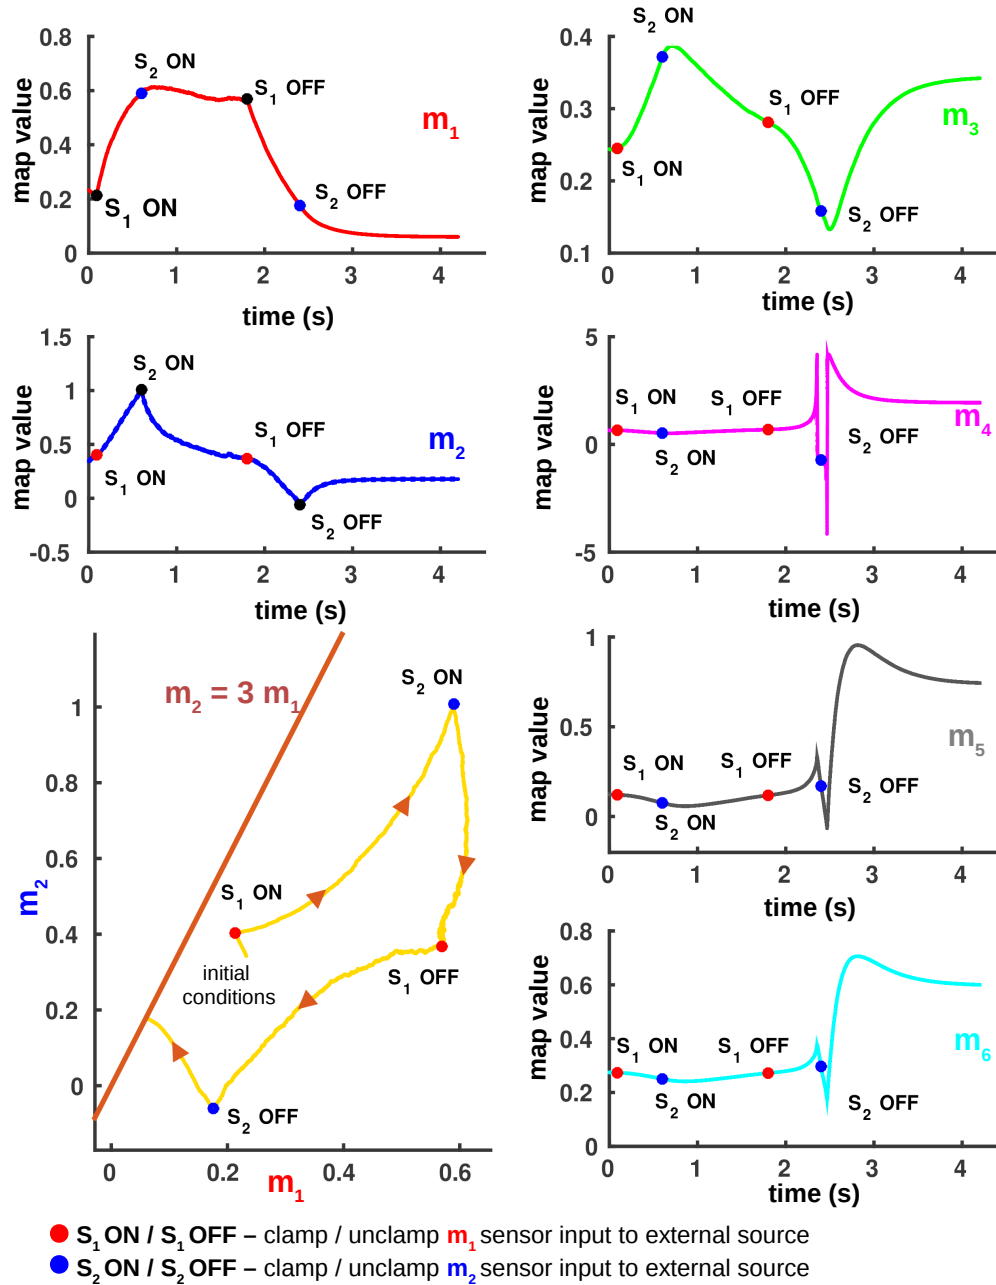 0.8
0.6
0.4
0.2
0
map value
S2 ON
S1 OFF
m1
S1 ON
S2 OFF
0 1 2 3 4
time (s)
S2 ON
0.4
0.3
0.2
0.1
map value
S1 OFF
m3
S1 ON
S2 OFF
0 1 2 3 4
time (s)
1.5
1
0.5
0
-0.5
map value
S2 ON
S1 OFF
m2
S1 ON
S2 OFF
0 1 2 3 4
time (s)
5
0
-5
map value
S1 ON
S1 OFF
m4
S2 ON
S2 OFF
0 1 2 3 4
time (s)
m2 = 3 m1
S2 ON
1
0.8
0.6
0.4
0.2
0
m2
S1 ON
S1 OFF
initial
conditions
S2 OFF
0 0.2 0.4 0.6
m1
1
0.5
0
map value
S1 ON
S1 OFF
m5
S2 ON
S2 OFF
0 1 2 3 4
time (s)
0.8
0.6
0.4
0.2
0
map value
S1 ON
S1 OFF
m6
S2 ON
S2 OFF
0 1 2 3 4
time (s)
S1 ON / S1 OFF – clamp / unclamp m1 sensor input to external source
S2 ON / S2 OFF – clamp / unclamp m2 sensor input to external source